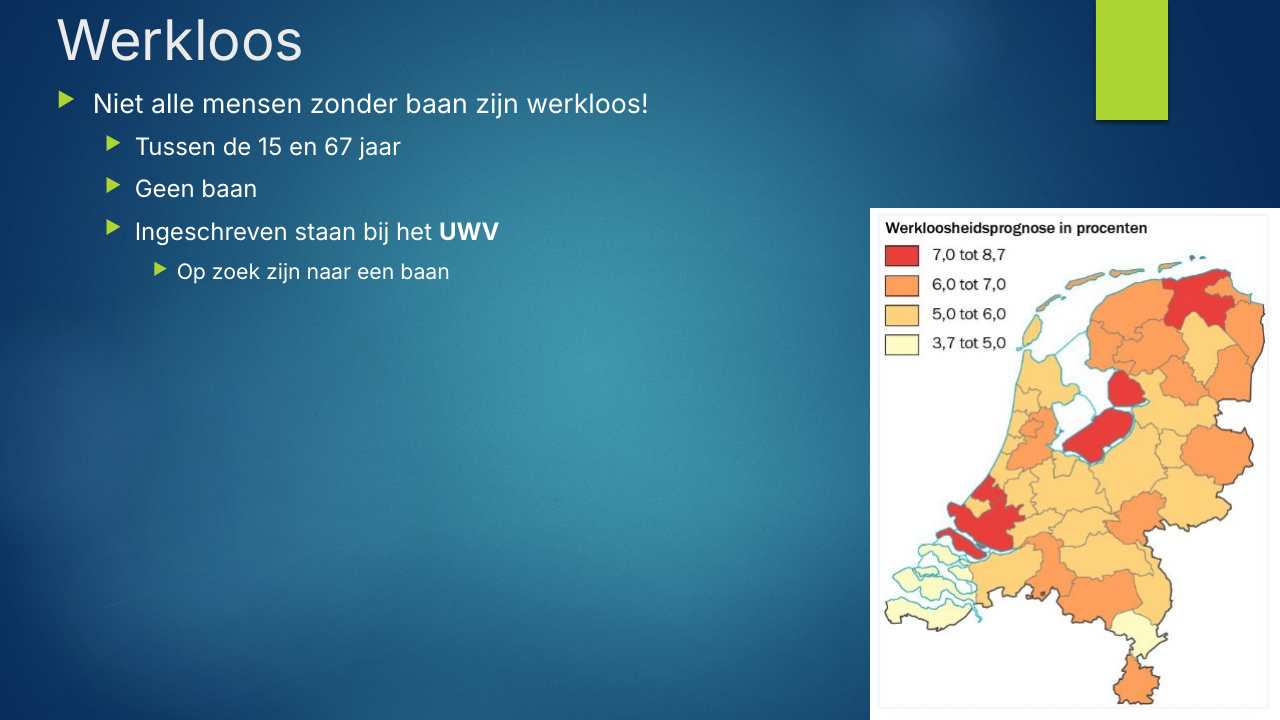 Werkloos
Niet alle mensen zonder baan zijn werkloos!
Tussen de 15 en 67 jaar
Geen baan
Ingeschreven staan bij het UWV
Op zoek zijn naar een baan
Werkloosheidsprognose in procenten
7,0 tot 8,7
6,0 tot 7,0
5,0 tot 6,0
3,7 tot 5,0